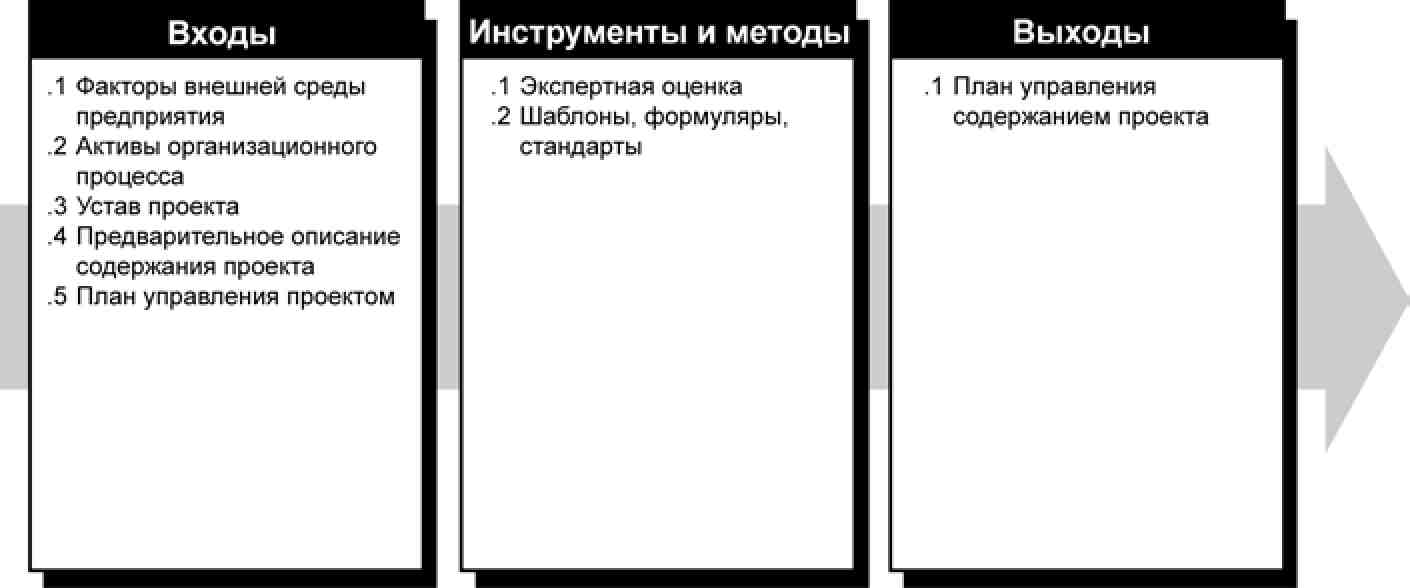 Входы
.1 Факторы внешней среды
предприятия
.2 Активы организационного
процесса
.3 Устав проекта
.4 Предварительное описание
содержания проекта
.5 План управления проектом
Инструменты и методы
.1 Экспертная оценка
.2 Шаблоны, формуляры,
стандарты
Выходы
.1 План управления
содержанием проекта